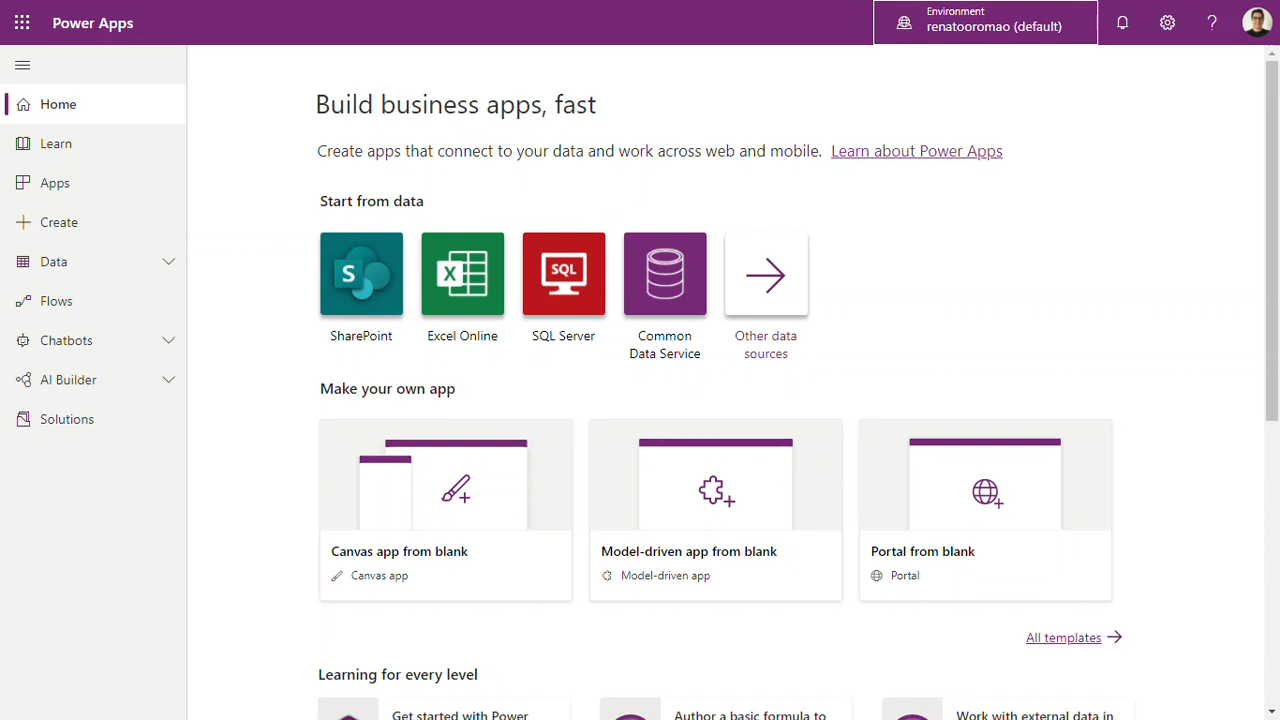 Power Apps
Environment
renatooromao (default)
?
Home
Learn
Apps
Create
Data
Flows
Chatbots
AI Builder
Solutions
Build business apps, fast
Create apps that connect to your data and work across web and mobile. Learn about Power Apps
Start from data
S
X
SQL
SharePoint
Excel Online
SQL Server
Common
Data Service
Other data
sources
Make your own app
Canvas app from blank
Canvas app
Model-driven app from blank
Model-driven app
Portal from blank
Portal
All templates
Learning for every level
Get started with Power
Author a basic formula to
Work with external data in